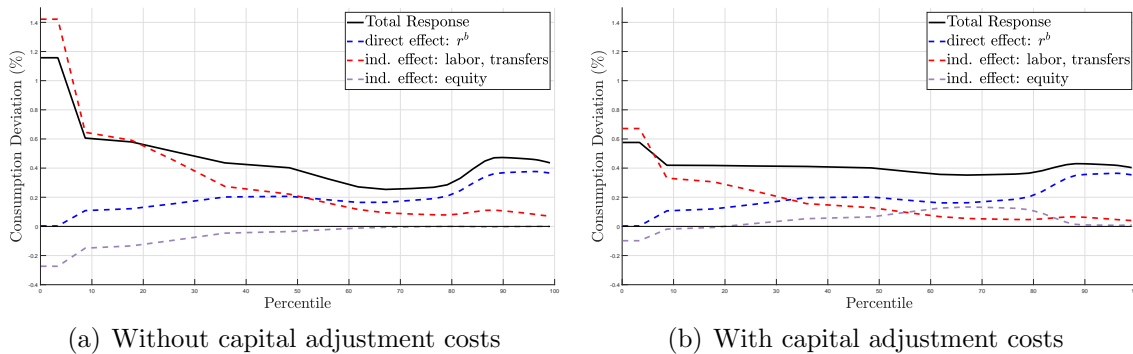 Total Response
direct effect: r^b
ind. effect: labor, transfers
ind. effect: equity
Consumption Deviation (%)
1.4
1.2
1
0.8
0.6
0.4
0.2
0
-0.2
-0.4
0 10 20 30 40 50 60 70 80 90 100
Percentile
(a) Without capital adjustment costs
Total Response
direct effect: r^b
ind. effect: labor, transfers
ind. effect: equity
Consumption Deviation (%)
1.4
1.2
1
0.8
0.6
0.4
0.2
0
-0.2
-0.4
0 10 20 30 40 50 60 70 80 90
Percentile
(b) With capital adjustment costs